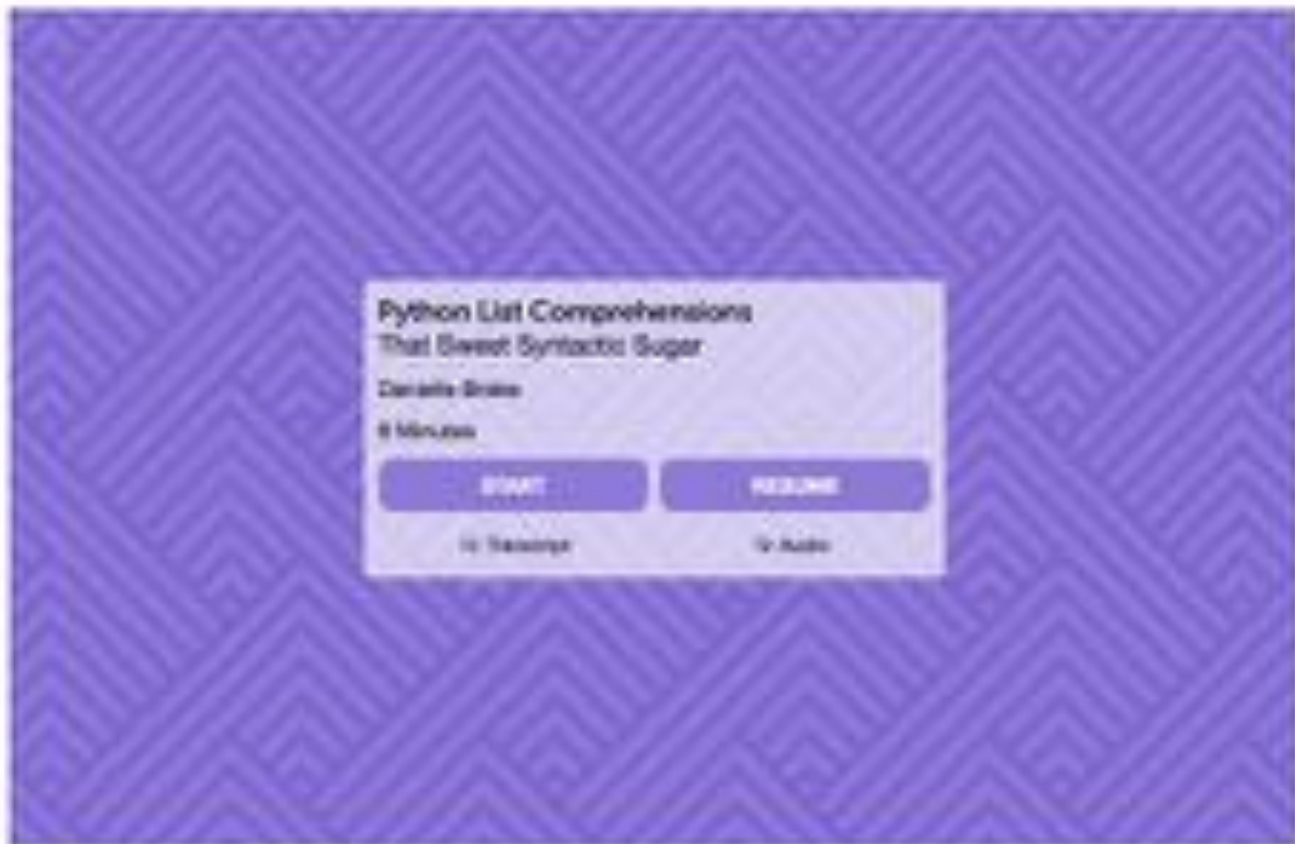 Python List Comprehensions
That Sweet Syntactic Sugar
Minutes
START RESUME
Transcript Audio